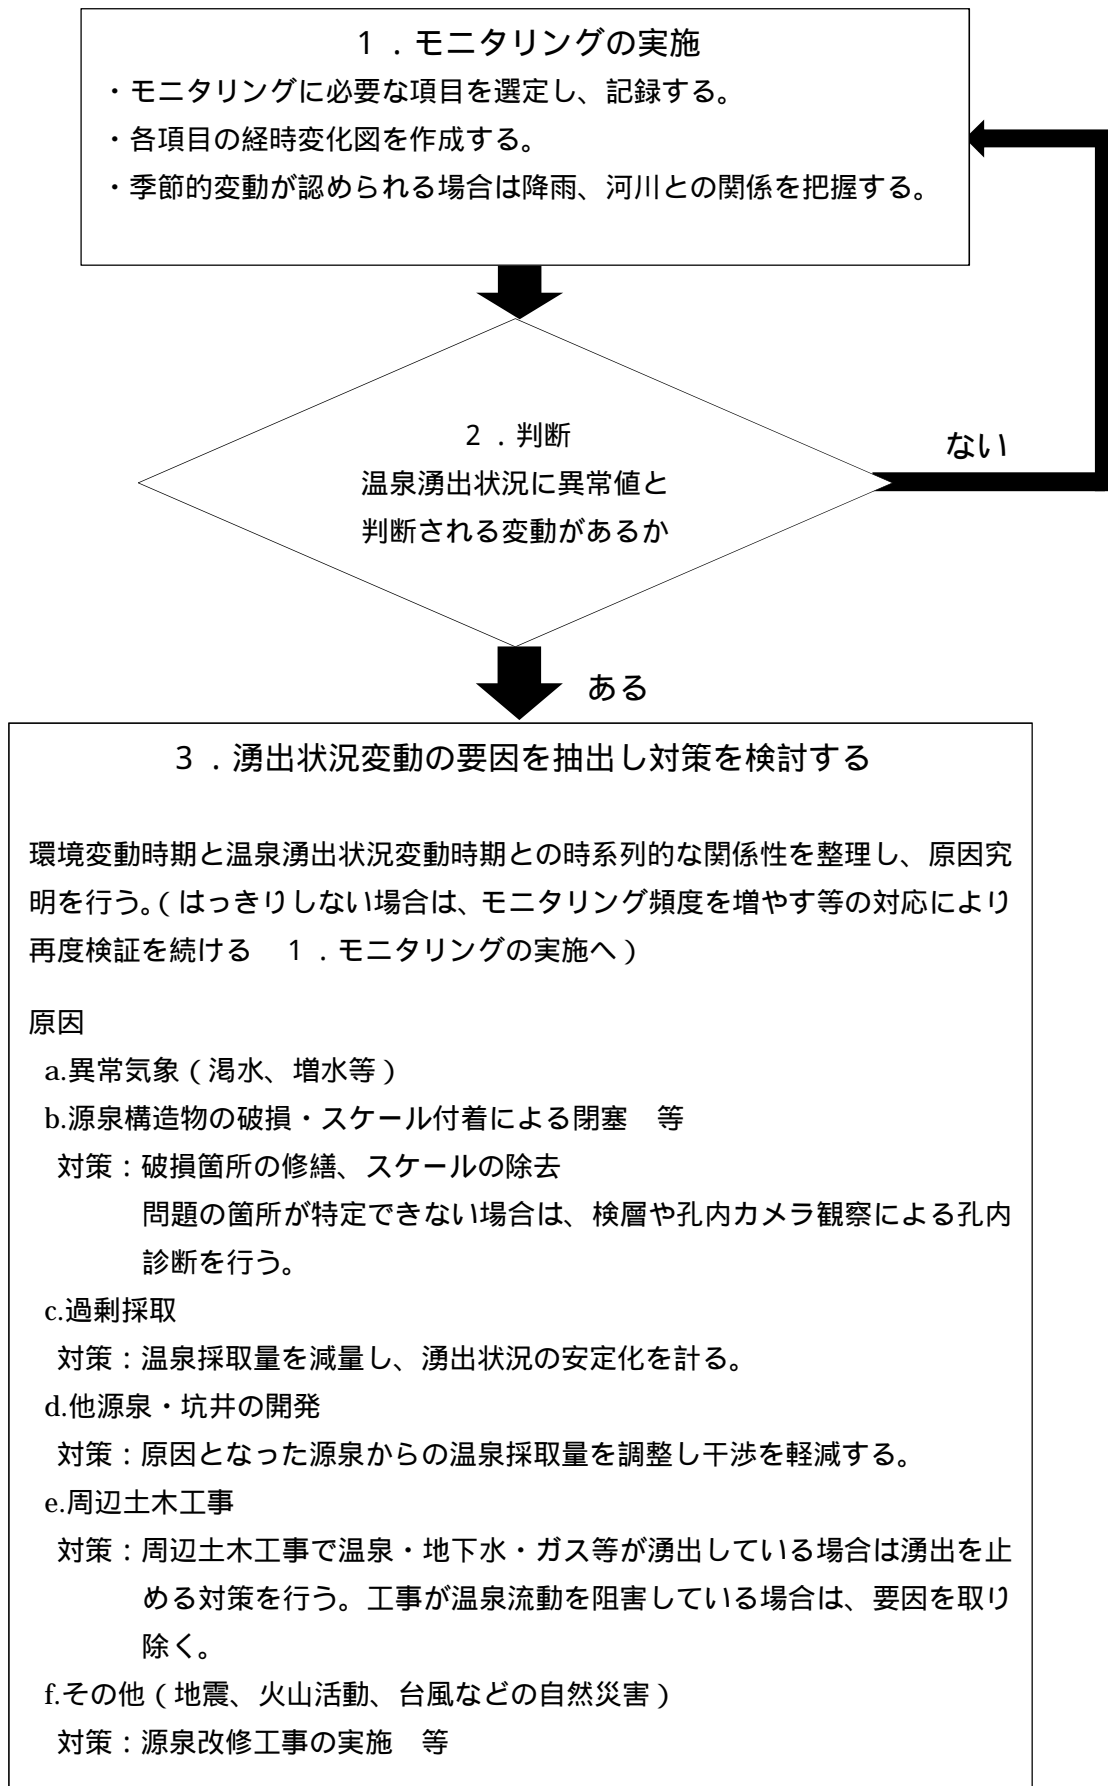 １．モニタリングの実施
・モニタリングに必要な項目を選定し、記録する。
・各項目の経時変化図を作成する。
・季節的変動が認められる場合は降雨、河川との関係を把握する。
２．判断
温泉湧出状況に異常値と
判断される変動があるか
ない
ある
３．湧出状況変動の要因を抽出し対策を検討する
環境変動時期と温泉湧出状況変動時期との時系列的な関係性を整理し、原因究
明を行う。（はっきりしない場合は、モニタリング頻度を増やす等の対応により
再度検証を続ける　１．モニタリングの実施へ）
原因
a.異常気象（渇水、増水等）
b.源泉構造物の破損・スケール付着による閉塞　等
対策：破損箇所の修繕、スケールの除去
問題の箇所が特定できない場合は、検層や孔内カメラ観察による孔内
診断を行う。
c.過剰採取
対策：温泉採取量を減量し、湧出状況の安定化を計る。
d.他源泉・坑井の開発
対策：原因となった源泉からの温泉採取量を調整し干渉を軽減する。
e.周辺土木工事
対策：周辺土木工事で温泉・地下水・ガス等が湧出している場合は湧出を止
める対策を行う。工事が温泉流動を阻害している場合は、要因を取り
除く。
f.その他（地震、火山活動、台風などの自然災害）
対策：源泉改修工事の実施　等